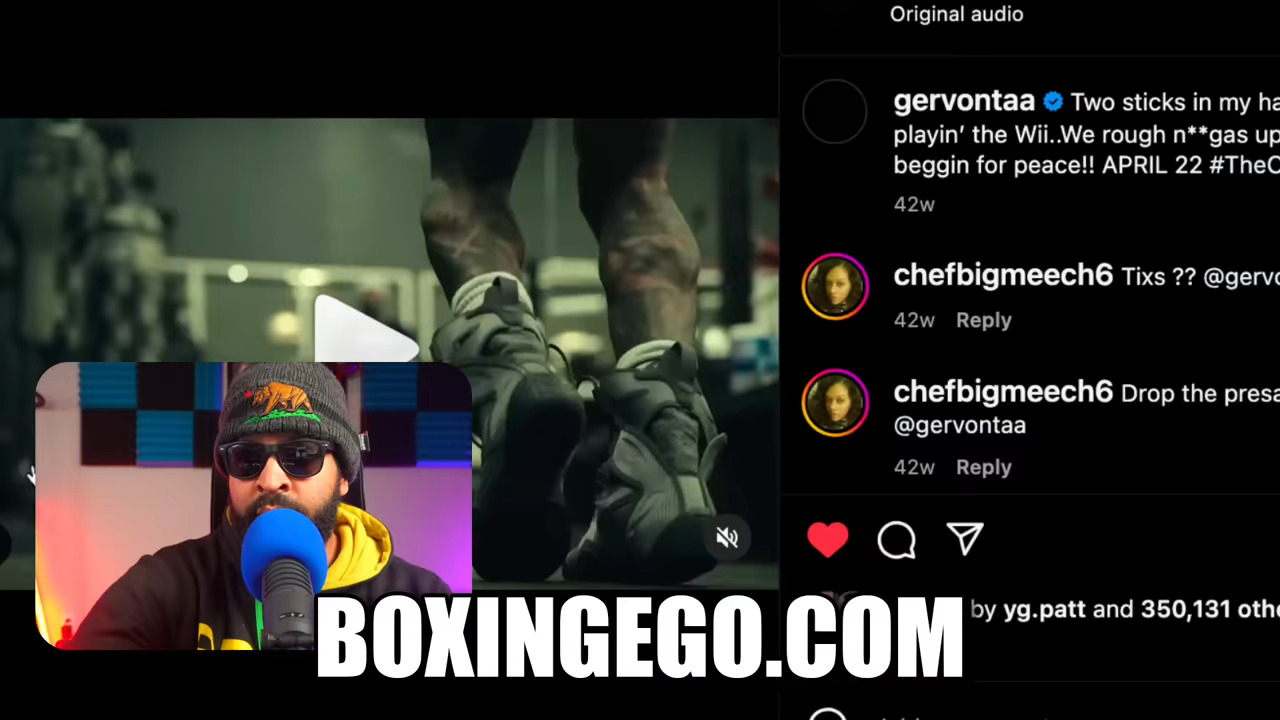 Original audio
gervontaa Two sticks in my ha
playin' the Wii..We rough n**gas up
beggin for peace!! APRIL 22 #TheO
42w
chefbigmeech6 Tixs ?? @gervo
42w Reply
chefbigmeech6 Drop the presa
@gervontaa
42w Reply
by yg.patt and 350,131 othe
BOXINGEGO.COM